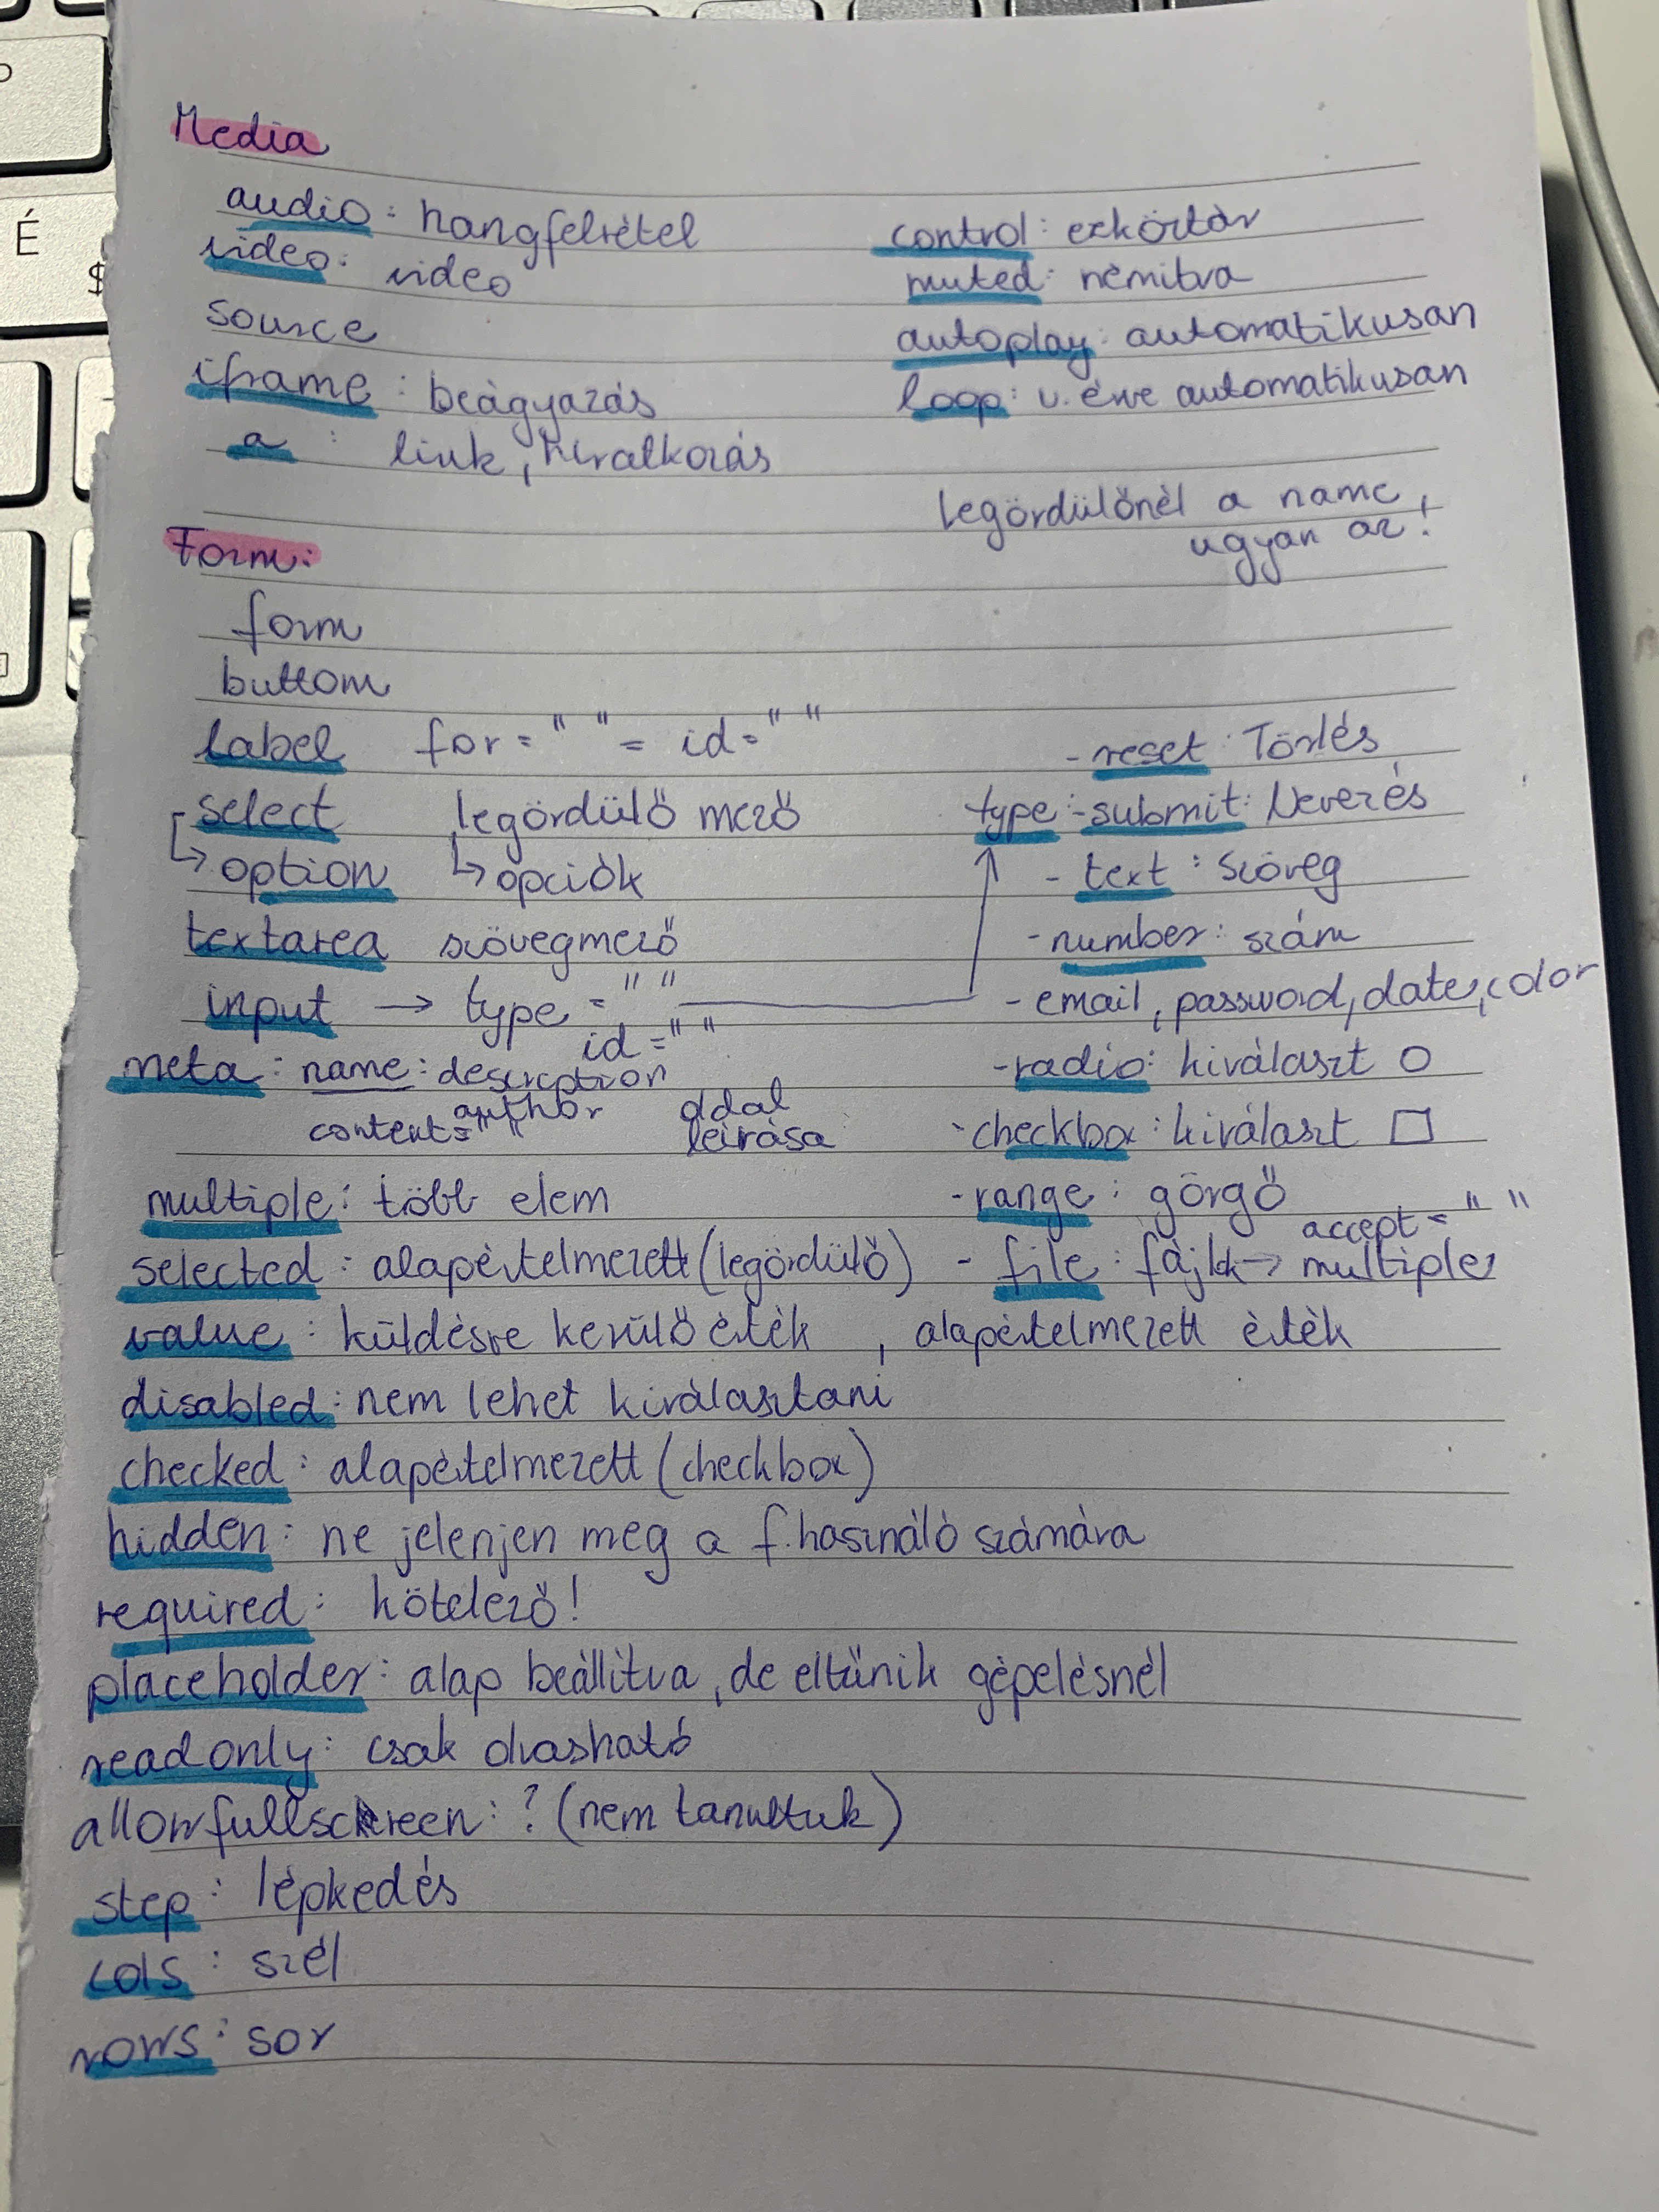 Media
audio: hangfelvétel
video: video
source
iframe: beágyazás
a: link, hivatkozás
control: ezköztár
muted: némitva
autoplay: automatikusan
loop: v. érve automatikusan
legördülőnél a name
ugyan az!
Form:
form
buttom
label for=" " = id=" "
select legördülő mező
↳ option ↳ opciók
textarea szövegmező
input → type=" "
id=" "
- reset: Törlés
type: - submit: Nevezés
- text: szöveg
- number: szám
- email, password, date, color
- radio: kiválaszt ○
- checkbox: kiválaszt □
- range: görgő
accept=" "
- file: fájlok → multiple
meta: name: description
author
content=" "
oldal
leírása
multiple: több elem
selected: alapértelmezett (legördülő)
value: küldésre kerülő érték, alapértelmezett érték
disabled: nem lehet kiválasztani
checked: alapértelmezett (checkbox)
hidden: ne jelenjen meg a f.használó számára
required: kötelező!
placeholder: alap beállítva, de eltűnik gépelésnél
readonly: csak olvasható
allowfullscreen: ? (nem tanultuk)
step: lépkedés
cols: szél
rows: sor
É
$